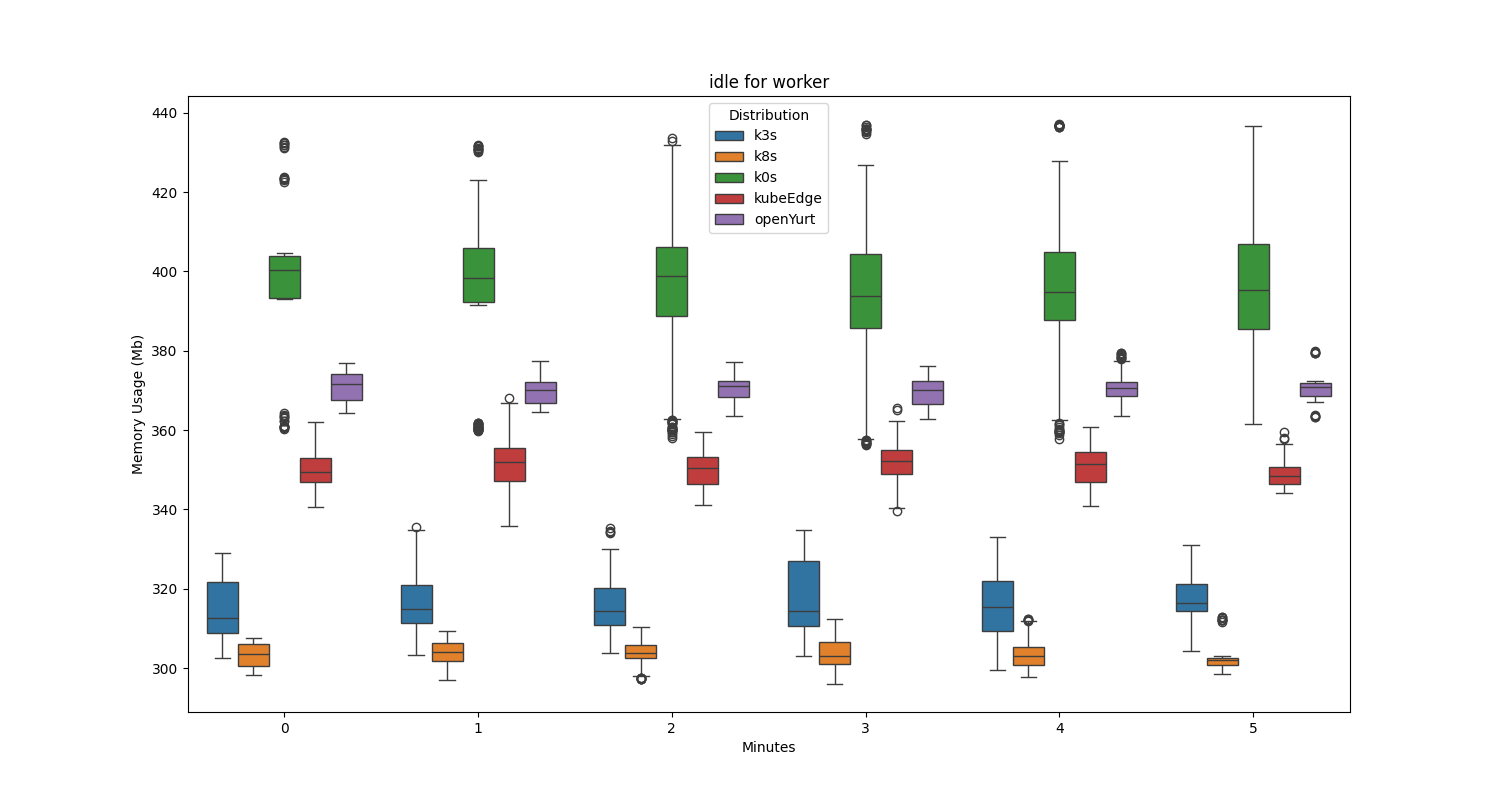 idle for worker
Distribution
k3s
k8s
k0s
kubeEdge
openYurt
Memory Usage (Mb)
440
420
400
380
360
340
320
300
0 1 2 3 4 5
Minutes